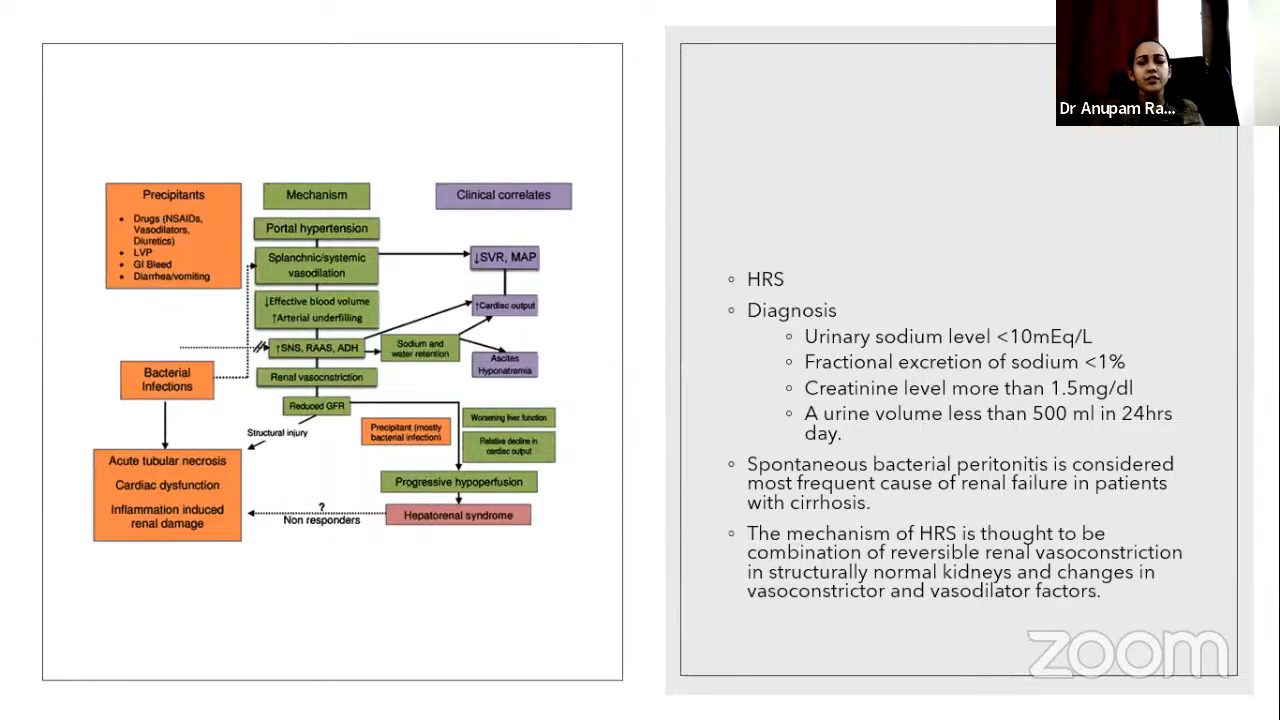 Dr Anupam Ra...
Precipitants
• Drugs (NSAIDs,
Vasodilators,
Diuretics)
• LVP
• GI Bleed
• Diarrhea/vomiting
Mechanism
Clinical correlates
Portal hypertension
Splanchnic/systemic
vasodilation
↓SVR, MAP
↓Effective blood volume
↑Arterial underfilling
↑Cardiac output
↑SNS, RAAS, ADH
Sodium and
water retention
Ascites
Hyponatremia
Bacterial
Infections
Renal vasocnstriction
Reduced GFR
Structural injury
Precipitant (mostly
bacterial infection)
Worsening liver function
Relative decline in
cardiac output
Acute tubular necrosis
Cardiac dysfunction
Inflammation induced
renal damage
Progressive hypoperfusion
?
Non responders
Hepatorenal syndrome
◦ HRS
◦ Diagnosis
◦ Urinary sodium level <10mEq/L
◦ Fractional excretion of sodium <1%
◦ Creatinine level more than 1.5mg/dl
◦ A urine volume less than 500 ml in 24hrs
day.
◦ Spontaneous bacterial peritonitis is considered
most frequent cause of renal failure in patients
with cirrhosis.
◦ The mechanism of HRS is thought to be
combination of reversible renal vasoconstriction
in structurally normal kidneys and changes in
vasoconstrictor and vasodilator factors.
zoom